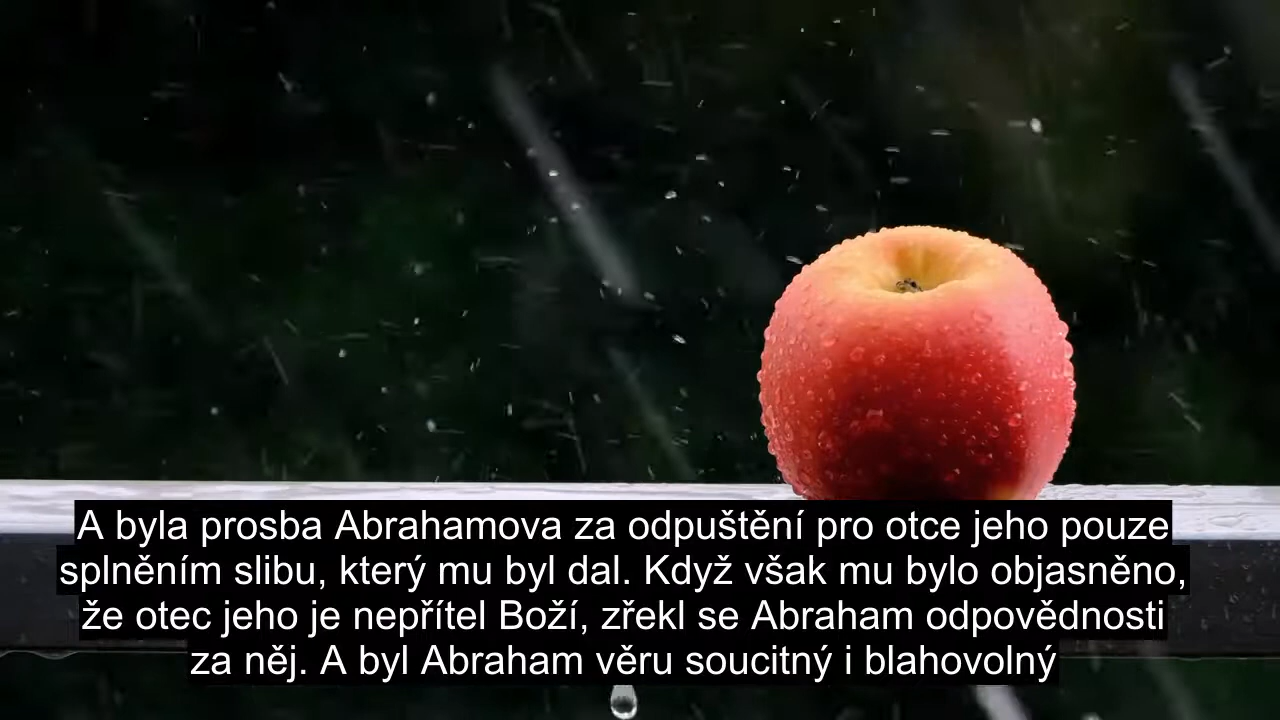 A byla prosba Abrahamova za odpuštění pro otce jeho pouze
splněním slibu, který mu byl dal. Když však mu bylo objasněno,
že otec jeho je nepřítel Boží, zřekl se Abraham odpovědnosti
za něj. A byl Abraham věru soucitný i blahovolný